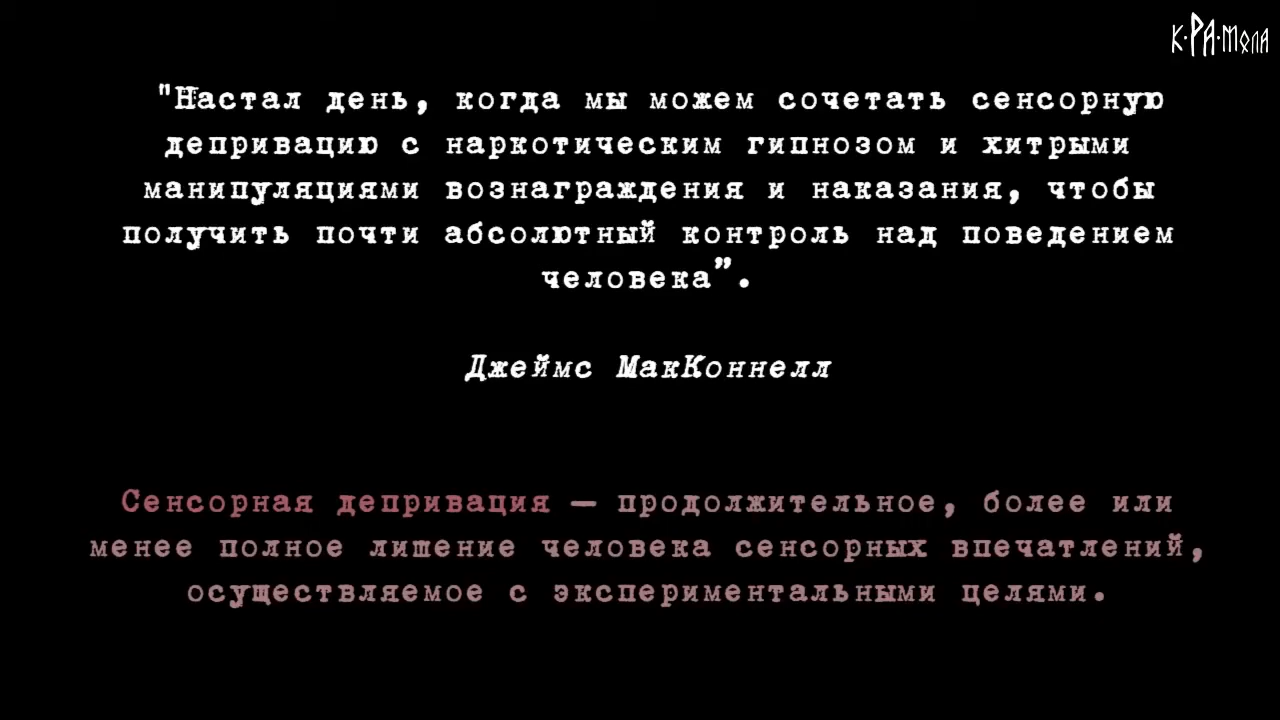 К·РА·Мола
"Настал день, когда мы можем сочетать сенсорную
депривацию с наркотическим гипнозом и хитрыми
манипуляциями вознаграждения и наказания, чтобы
получить почти абсолютный контроль над поведением
человека”.
Джеймс МакКоннелл
Сенсорная депривация — продолжительное, более или
менее полное лишение человека сенсорных впечатлений,
осуществляемое с экспериментальными целями.